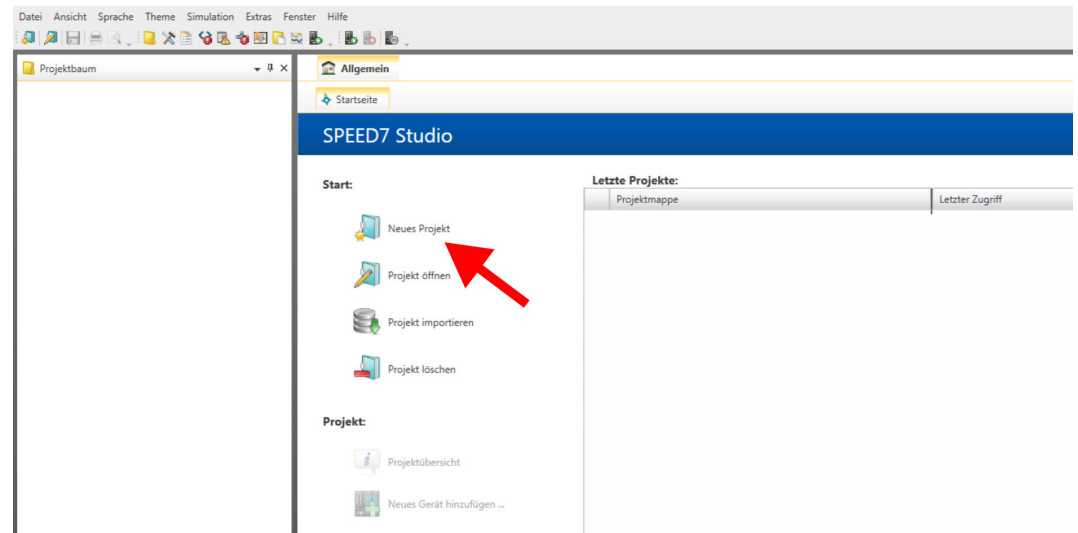 Datei Ansicht Sprache Theme Simulation Extras Fenster Hilfe
Projektbaum
Allgemein
Startseite
SPEED7 Studio
Start:
Neues Projekt
Projekt öffnen
Projekt importieren
Projekt löschen
Projekt:
Projektübersicht
Neues Gerät hinzufügen ...
Letzte Projekte:
Projektmappe Letzter Zugriff